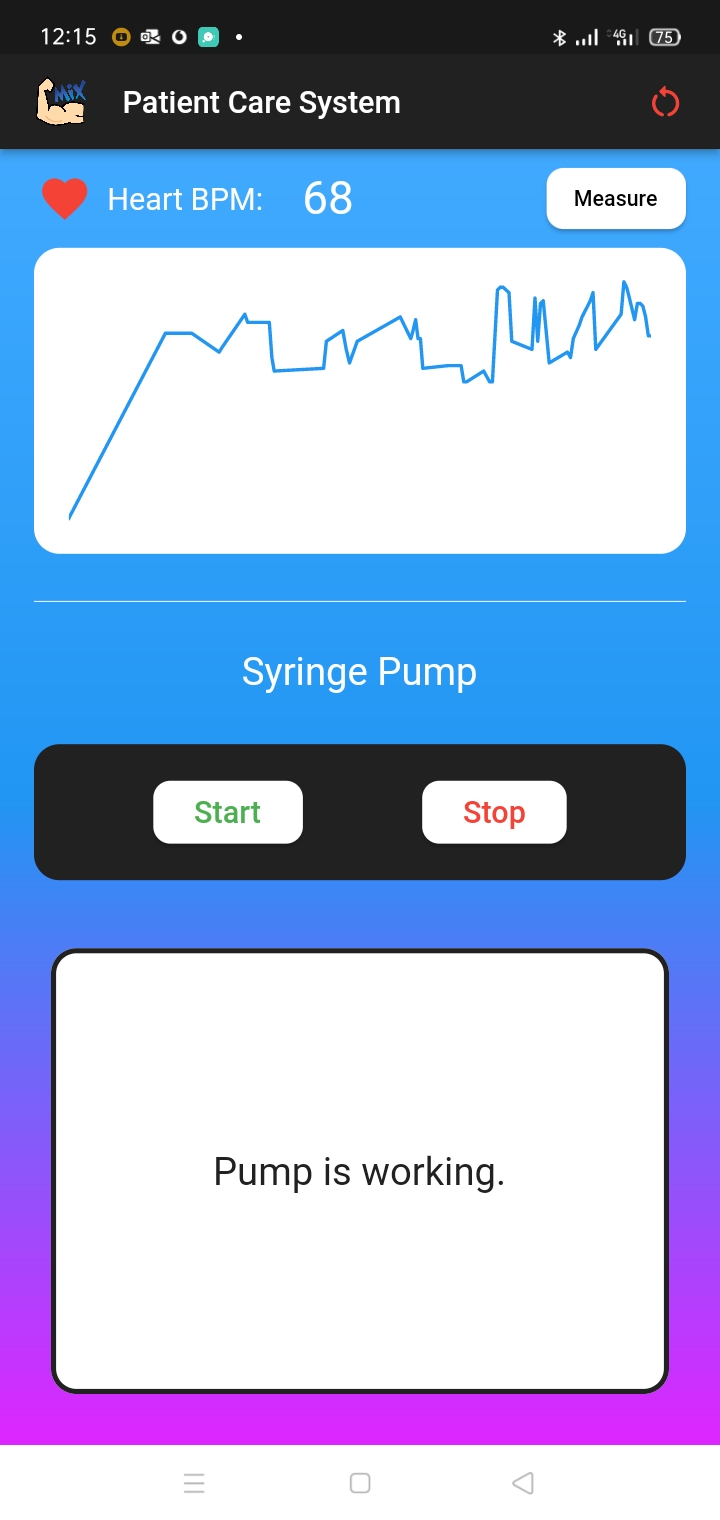 12:15
4G
75
MiX
Patient Care System
Heart BPM: 68
Measure
Syringe Pump
Start
Stop
Pump is working.